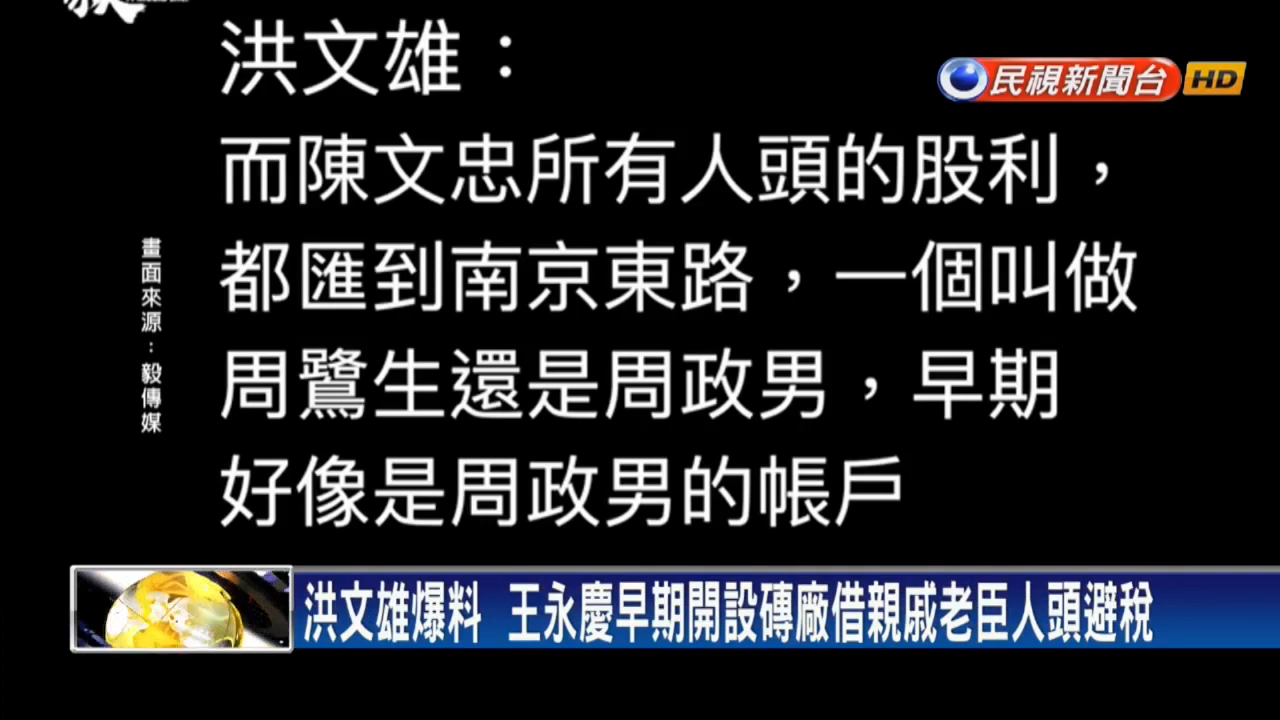 洪文雄：
民視新聞台 HD
而陳文忠所有人頭的股利，
都匯到南京東路，一個叫做
周鷺生還是周政男，早期
好像是周政男的帳戶
畫面來源：毅傳媒
洪文雄爆料 王永慶早期開設磚廠借親戚老臣人頭避稅